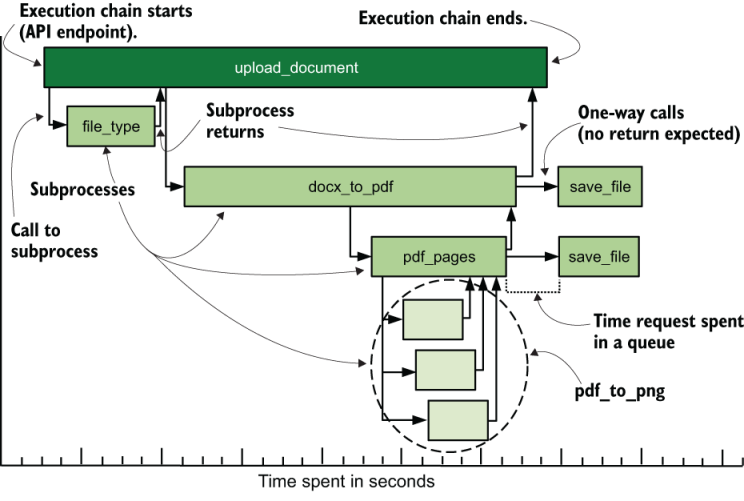 Execution chain starts
(API endpoint).
Execution chain ends.
upload_document
file_type
Subprocess
returns
One-way calls
(no return expected)
Subprocesses
docx_to_pdf
save_file
Call to
subprocess
pdf_pages
save_file
Time request spent
in a queue
pdf_to_png
Time spent in seconds